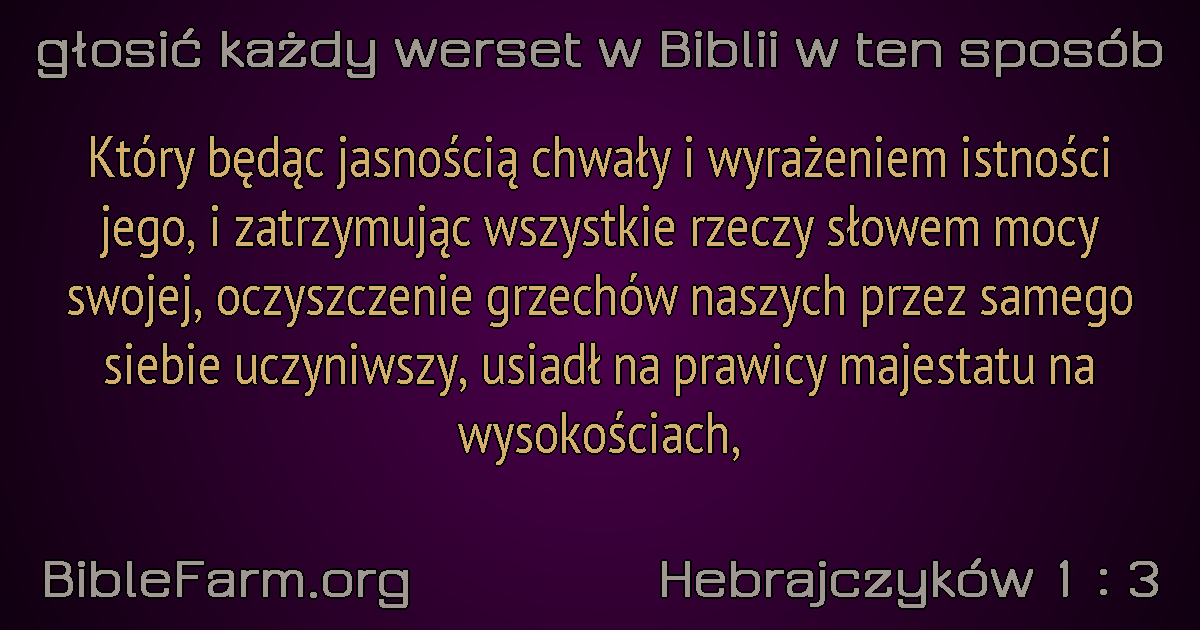 głosić każdy werset w Biblii w ten sposób
Który będąc jasnością chwały i wyrażeniem istności
jego, i zatrzymując wszystkie rzeczy słowem mocy
swojej, oczyszczenie grzechów naszych przez samego
siebie uczyniwszy, usiadł na prawicy majestatu na
wysokościach,
BibleFarm.org
Hebrajczyków 1 : 3